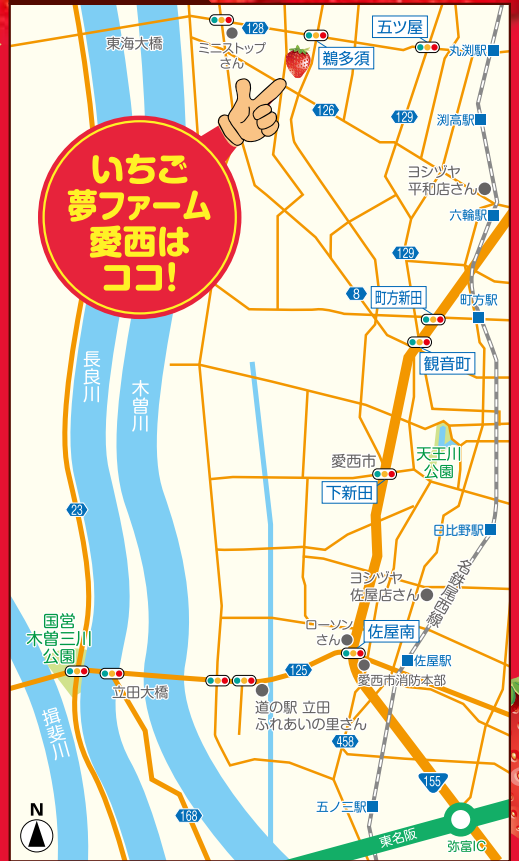 五ツ屋
128
東海大橋
ミニストップ
さん
鵜多須
丸渕駅
126
129
渕高駅
いちご
夢ファーム
愛西は
ココ!
ヨシヅヤ
平和店さん
六輪駅
129
8
町方新田
町方駅
観音町
長良川
木曽川
天王川
公園
愛西市
下新田
23
日比野駅
名鉄尾西線
ヨシヅヤ
佐屋店さん
国営
木曽三川
公園
ローソン
さん
佐屋南
佐屋駅
125
愛西市消防本部
立田大橋
道の駅 立田
ふれあいの里さん
揖斐川
458
155
168
五ノ三駅
N
東名阪
弥富IC